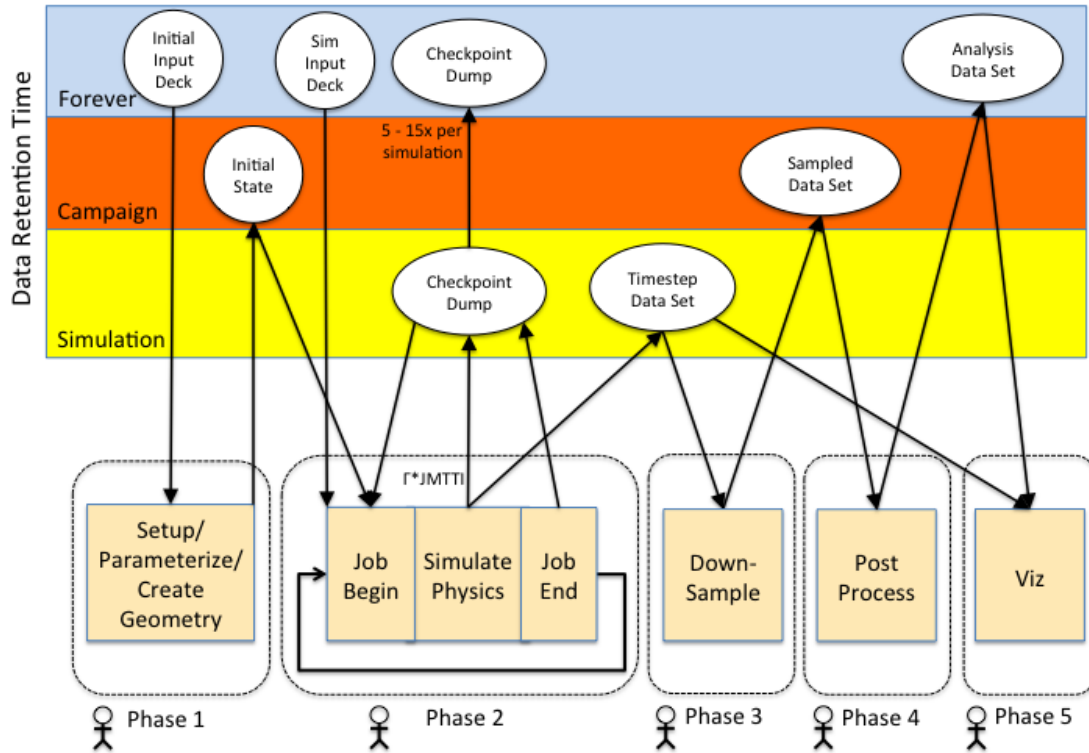 Data Retention Time
Initial
Input
Deck
Sim
Input
Deck
Checkpoint
Dump
Analysis
Data Set
Forever
5 - 15x per
simulation
Initial
State
Sampled
Data Set
Campaign
Checkpoint
Dump
Timestep
Data Set
Simulation
Γ*JMTTI
Setup/
Parameterize/
Create
Geometry
Job
Begin
Simulate
Physics
Job
End
Down-
Sample
Post
Process
Viz
Phase 1
Phase 2
Phase 3
Phase 4
Phase 5